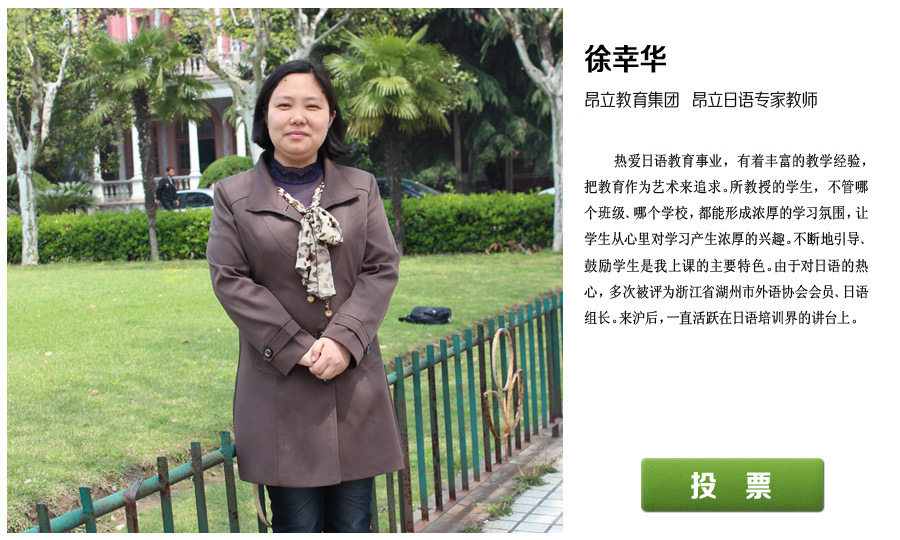 徐幸华
昂立教育集团 昂立日语专家教师
热爱日语教育事业，有着丰富的教学经验，
把教育作为艺术来追求。所教授的学生，不管哪
个班级、哪个学校，都能形成浓厚的学习氛围，让
学生从心里对学习产生浓厚的兴趣。不断地引导、
鼓励学生是我上课的主要特色。由于对日语的热
心，多次被评为浙江省湖州市外语协会会员、日语
组长。来沪后，一直活跃在日语培训界的讲台上。
投 票